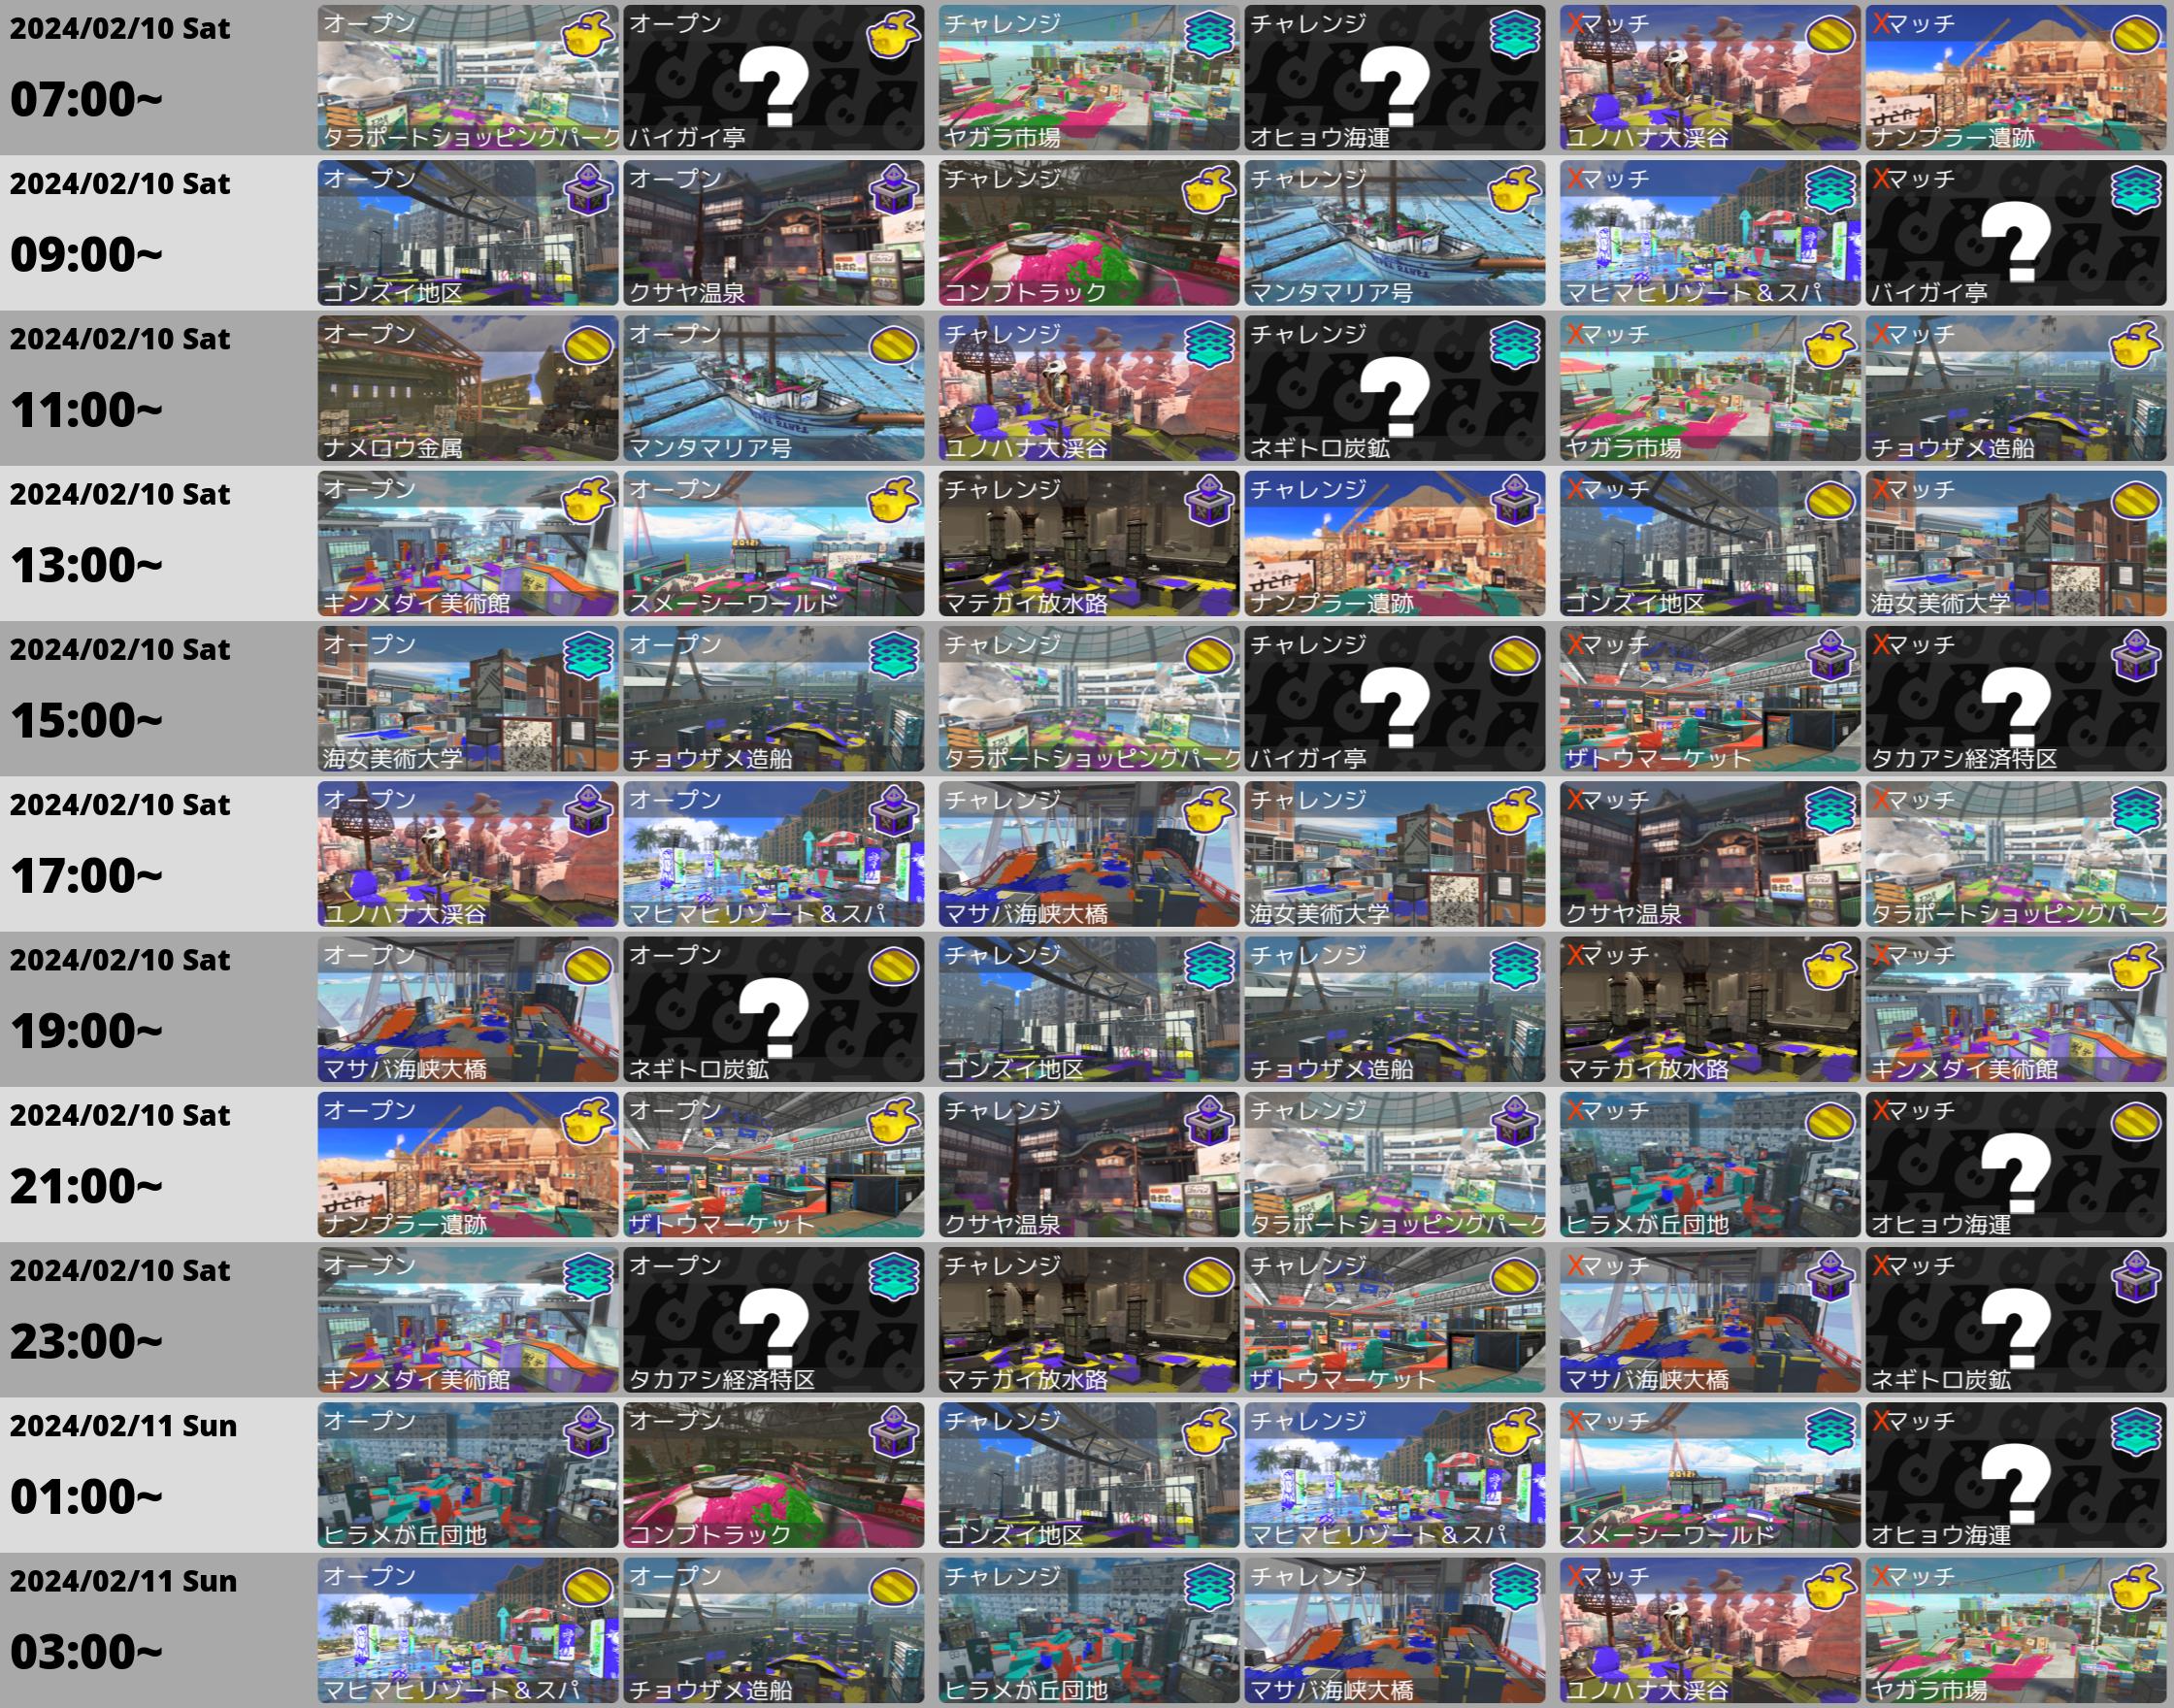 2024/02/10 Sat
07:00~
オープン オープン チャレンジ チャレンジ Xマッチ Xマッチ
タラポートショッピングパーク バイガイ亭 ヤガラ市場 オヒョウ海運 ユノハナ大渓谷 ナンプラー遺跡
2024/02/10 Sat
09:00~
オープン オープン チャレンジ チャレンジ Xマッチ Xマッチ
ゴンズイ地区 クサヤ温泉 コンブトラック マンタマリア号 マヒマヒリゾート&スパ バイガイ亭
2024/02/10 Sat
11:00~
オープン オープン チャレンジ チャレンジ Xマッチ Xマッチ
ナメロウ金属 マンタマリア号 ユノハナ大渓谷 ネギトロ炭鉱 ヤガラ市場 チョウザメ造船
2024/02/10 Sat
13:00~
オープン オープン チャレンジ チャレンジ Xマッチ Xマッチ
キンメダイ美術館 スメーシーワールド マテガイ放水路 ナンプラー遺跡 ゴンズイ地区 海女美術大学
2024/02/10 Sat
15:00~
オープン オープン チャレンジ チャレンジ Xマッチ Xマッチ
海女美術大学 チョウザメ造船 タラポートショッピングパーク バイガイ亭 ザトウマーケット タカアシ経済特区
2024/02/10 Sat
17:00~
オープン オープン チャレンジ チャレンジ Xマッチ Xマッチ
ユノハナ大渓谷 マヒマヒリゾート&スパ マサバ海峡大橋 海女美術大学 クサヤ温泉 タラポートショッピングパーク
2024/02/10 Sat
19:00~
オープン オープン チャレンジ チャレンジ Xマッチ Xマッチ
マサバ海峡大橋 ネギトロ炭鉱 ゴンズイ地区 チョウザメ造船 マテガイ放水路 キンメダイ美術館
2024/02/10 Sat
21:00~
オープン オープン チャレンジ チャレンジ Xマッチ Xマッチ
ナンプラー遺跡 ザトウマーケット クサヤ温泉 タラポートショッピングパーク ヒラメが丘団地 オヒョウ海運
2024/02/10 Sat
23:00~
オープン オープン チャレンジ チャレンジ Xマッチ Xマッチ
キンメダイ美術館 タカアシ経済特区 マテガイ放水路 ザトウマーケット マサバ海峡大橋 ネギトロ炭鉱
2024/02/11 Sun
01:00~
オープン オープン チャレンジ チャレンジ Xマッチ Xマッチ
ヒラメが丘団地 コンブトラック ゴンズイ地区 マヒマヒリゾート&スパ スメーシーワールド オヒョウ海運
2024/02/11 Sun
03:00~
オープン オープン チャレンジ チャレンジ Xマッチ Xマッチ
マヒマヒリゾート&スパ チョウザメ造船 ヒラメが丘団地 マサバ海峡大橋 ユノハナ大渓谷 ヤガラ市場